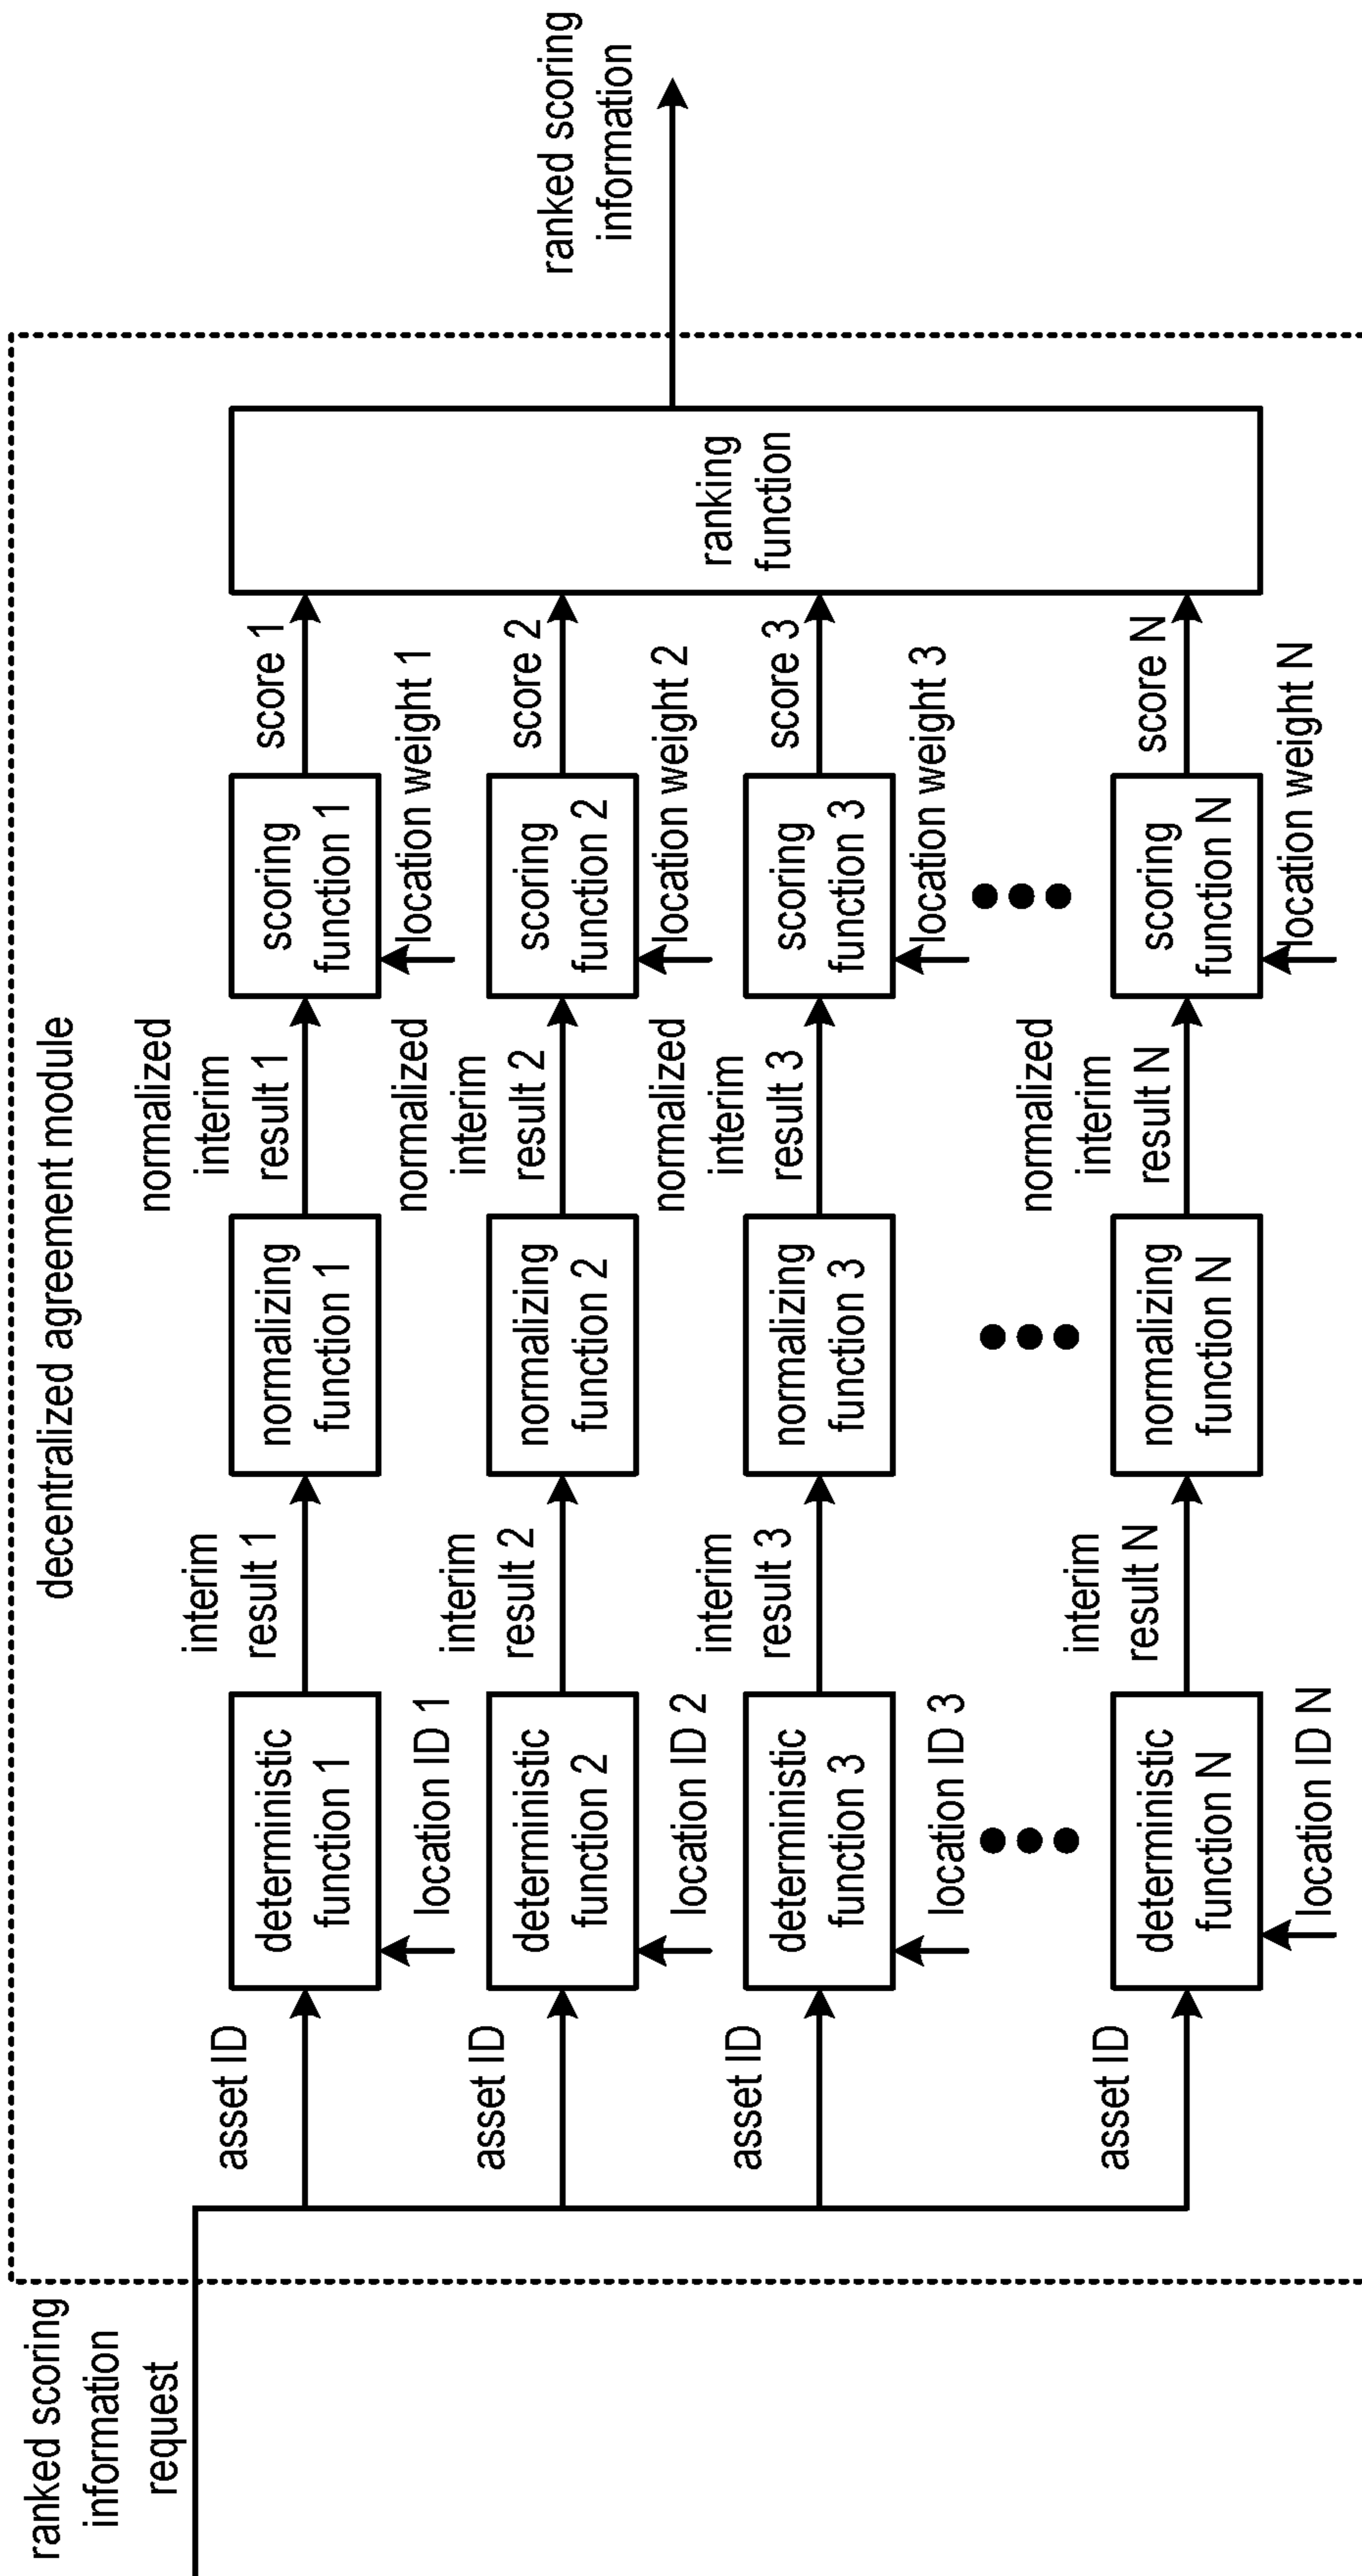 ranked scoring
information
request
decentralized agreement module
asset ID
deterministic
function 1
location ID 1
interim
result 1
normalizing
function 1
normalized
interim
result 1
scoring
function 1
location weight 1
score 1
asset ID
deterministic
function 2
location ID 2
interim
result 2
normalizing
function 2
normalized
interim
result 2
scoring
function 2
location weight 2
score 2
asset ID
deterministic
function 3
location ID 3
interim
result 3
normalizing
function 3
normalized
interim
result 3
scoring
function 3
location weight 3
score 3
asset ID
deterministic
function N
location ID N
interim
result N
normalizing
function N
normalized
interim
result N
scoring
function N
location weight N
score N
ranking
function
ranked scoring
information